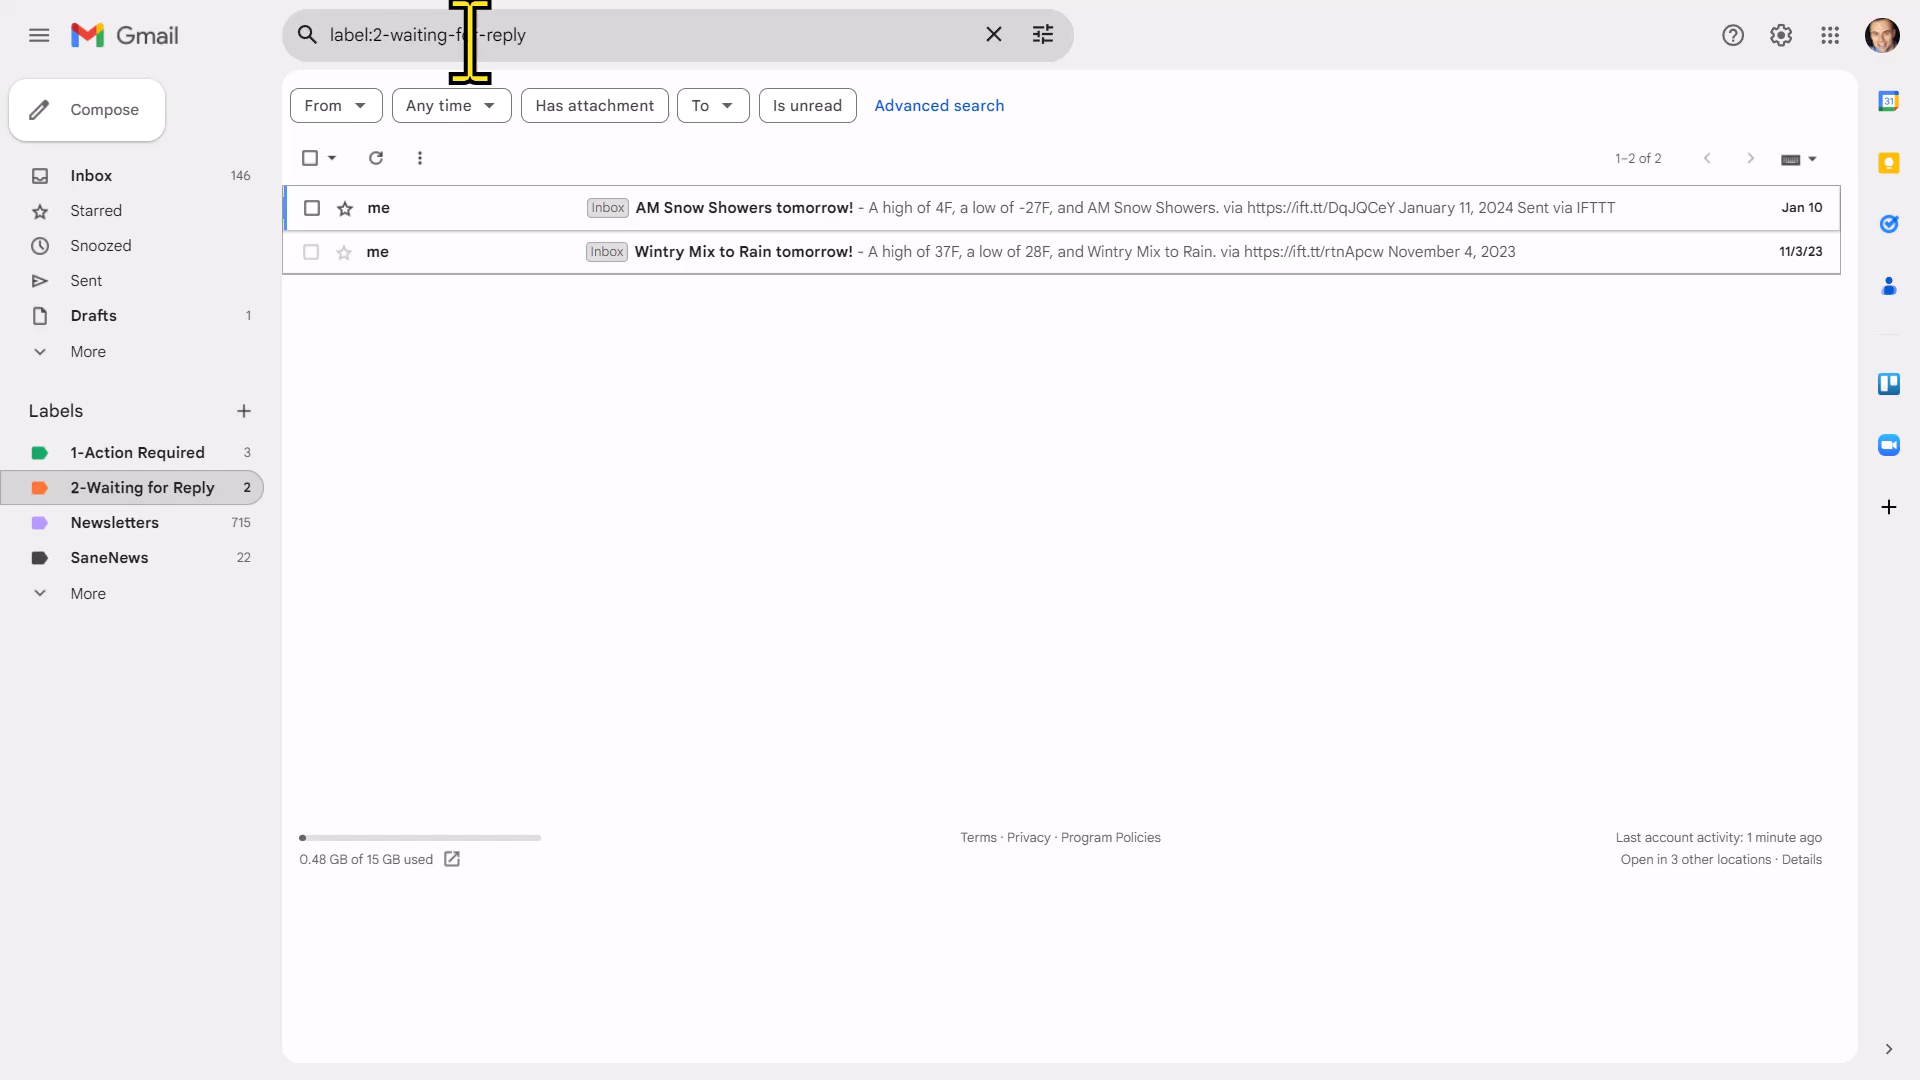 Gmail
label:2-waiting-for-reply
Compose
From
Any time
Has attachment
To
Is unread
Advanced search
1–2 of 2
Inbox 146
Starred
Snoozed
Sent
Drafts 1
More
Labels
1-Action Required 3
2-Waiting for Reply 2
Newsletters 715
SaneNews 22
More
me Inbox AM Snow Showers tomorrow! - A high of 4F, a low of -27F, and AM Snow Showers. via https://ift.tt/DqJQCeY January 11, 2024 Sent via IFTTT Jan 10
me Inbox Wintry Mix to Rain tomorrow! - A high of 37F, a low of 28F, and Wintry Mix to Rain. via https://ift.tt/rtnApcw November 4, 2023 11/3/23
31
0.48 GB of 15 GB used
Terms · Privacy · Program Policies
Last account activity: 1 minute ago
Open in 3 other locations · Details